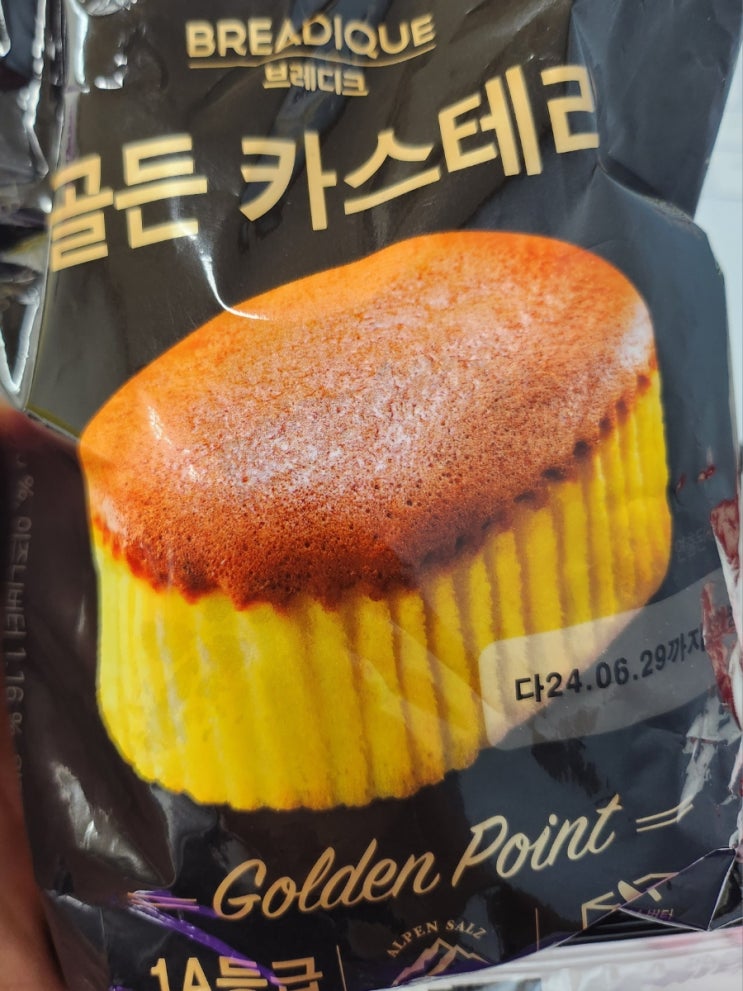 BREADIQUE
브레디크
골든 카스테라
다24.06.29까지
Golden Point
1A등급
ALPEN SALZ